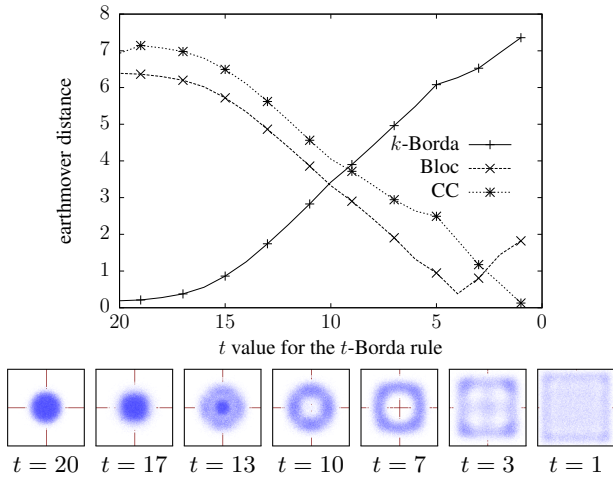 8
7
6
5
4
3
2
1
0
earthmover distance
k-Borda
Bloc
CC
20 15 10 5 0
t value for the t-Borda rule
t = 20 t = 17 t = 13 t = 10 t = 7 t = 3 t = 1